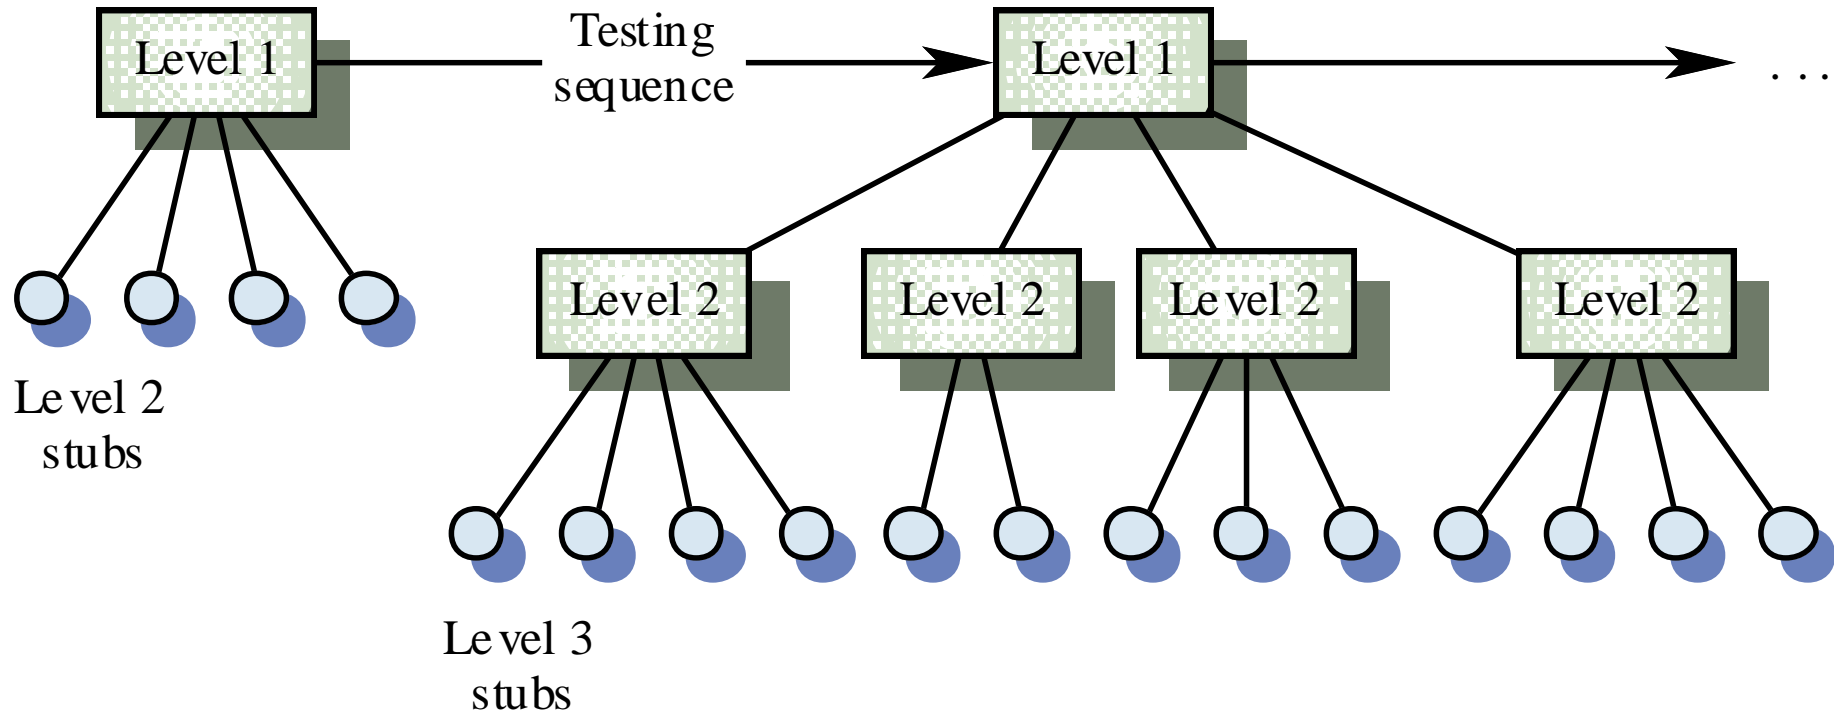 Level 1
Testing
sequence
Level 1
. . .
Level 2
Level 2
Level 2
Level 2
Level 2
stubs
Level 3
stubs